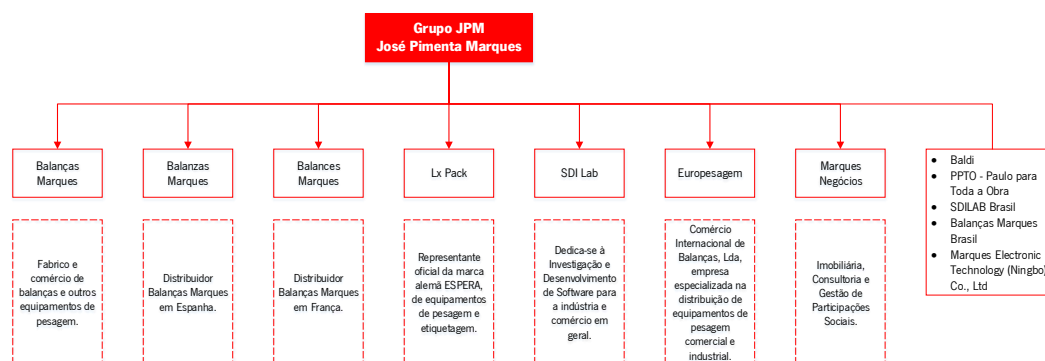 Grupo JPM
José Pimenta Marques
Balanças
Marques
Balanzas
Marques
Balances
Marques
Lx Pack
SDI Lab
Europesagem
Marques
Negócios
• Baldi
• PPTO - Paulo para
Toda a Obra
• SDILAB Brasil
• Balanças Marques
Brasil
• Marques Electronic
Technology (Ningbo)
Co., Ltd
Fabrico e
comércio de
balanças e outros
equipamentos de
pesagem.
Distribuidor
Balanças Marques
em Espanha.
Distribuidor
Balanças Marques
em França.
Representante
oficial da marca
alemã ESPERA,
de equipamentos
de pesagem e
etiquetagem.
Dedica-se à
Investigação e
Desenvolvimento
de Software para
a indústria e
comércio em
geral.
Comércio
Internacional de
Balanças, Lda,
empresa
especializada na
distribuição de
equipamentos de
pesagem
comercial e
industrial.
Imobiliária,
Consultoria e
Gestão de
Participações
Sociais.